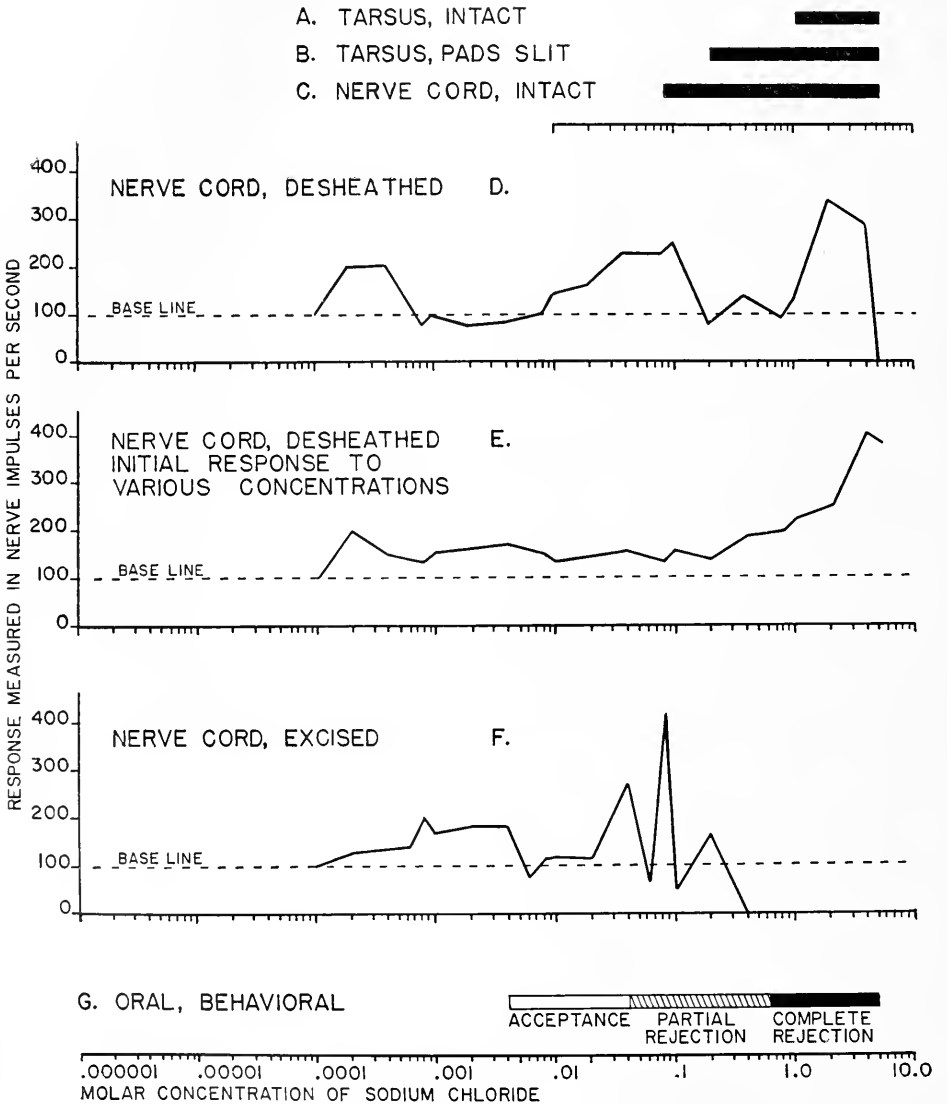 A. TARSUS, INTACT
B. TARSUS, PADS SLIT
C. NERVE CORD, INTACT
RESPONSE MEASURED IN NERVE IMPULSES PER SECOND
400
300
200
100
0
NERVE CORD, DESHEATHED D.
BASE LINE
400
300
200
100
0
NERVE CORD, DESHEATHED E.
INITIAL RESPONSE TO
VARIOUS CONCENTRATIONS
BASE LINE
400
300
200
100
0
NERVE CORD, EXCISED F.
BASE LINE
G. ORAL, BEHAVIORAL
ACCEPTANCE
PARTIAL
REJECTION
COMPLETE
REJECTION
.000001 .00001 .0001 .001 .01 .1 1.0 10.0
MOLAR CONCENTRATION OF SODIUM CHLORIDE